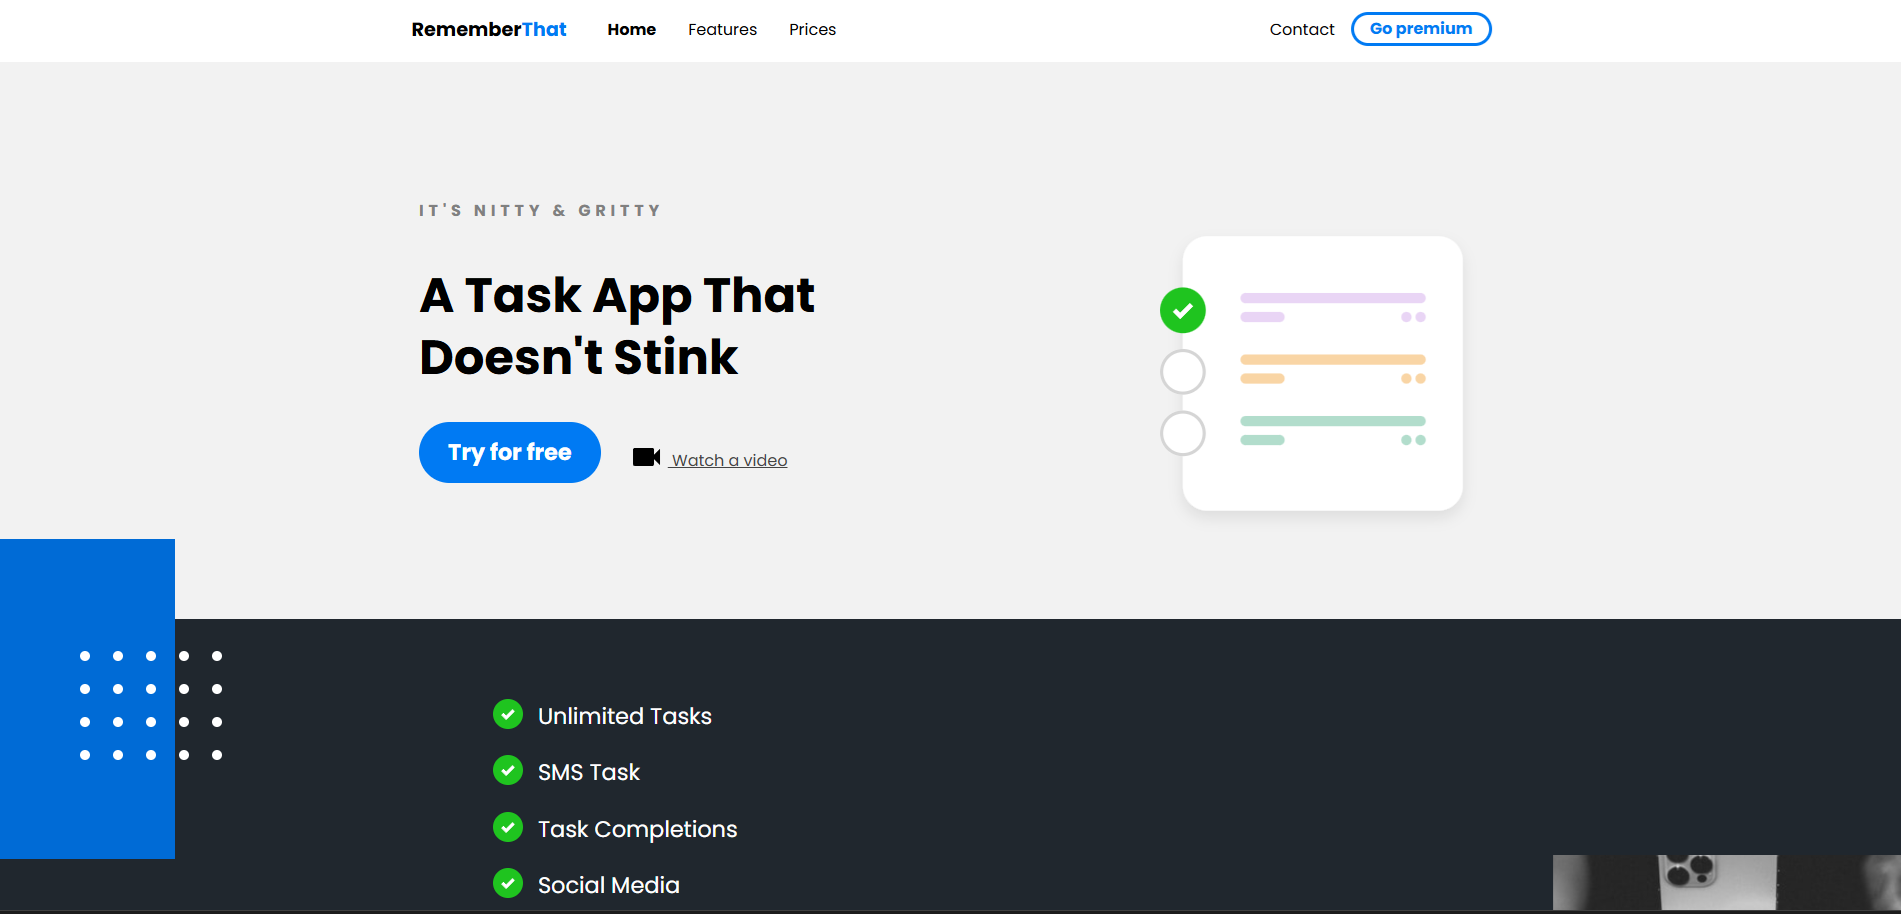 RememberThat Home Features Prices Contact Go premium
IT'S NITTY & GRITTY
A Task App That
Doesn't Stink
Try for free Watch a video
Unlimited Tasks
SMS Task
Task Completions
Social Media